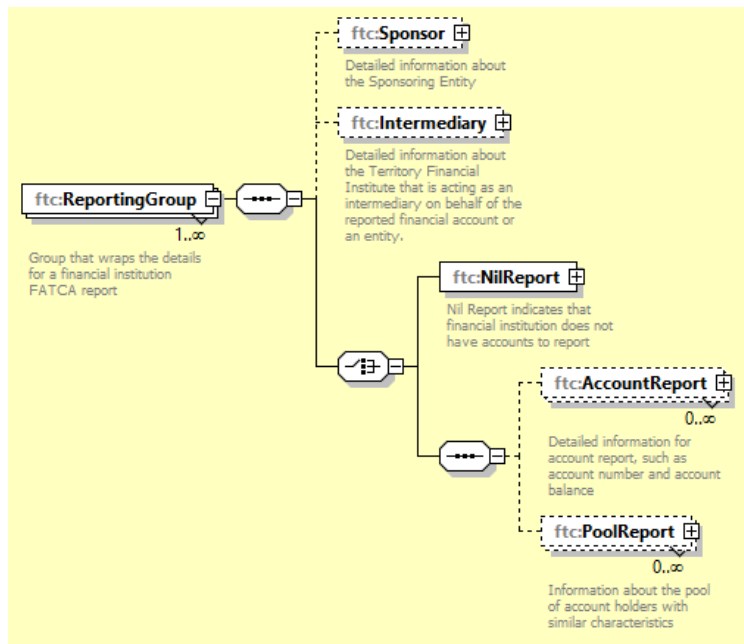 ftc:Sponsor
Detailed information about
the Sponsoring Entity
ftc:Intermediary
Detailed information about
the Territory Financial
Institute that is acting as an
intermediary on behalf of the
reported financial account or
an entity.
ftc:ReportingGroup
1..∞
Group that wraps the details
for a financial institution
FATCA report
ftc:NilReport
Nil Report indicates that
financial institution does not
have accounts to report
ftc:AccountReport
0..∞
Detailed information for
account report, such as
account number and account
balance
ftc:PoolReport
0..∞
Information about the pool
of account holders with
similar characteristics